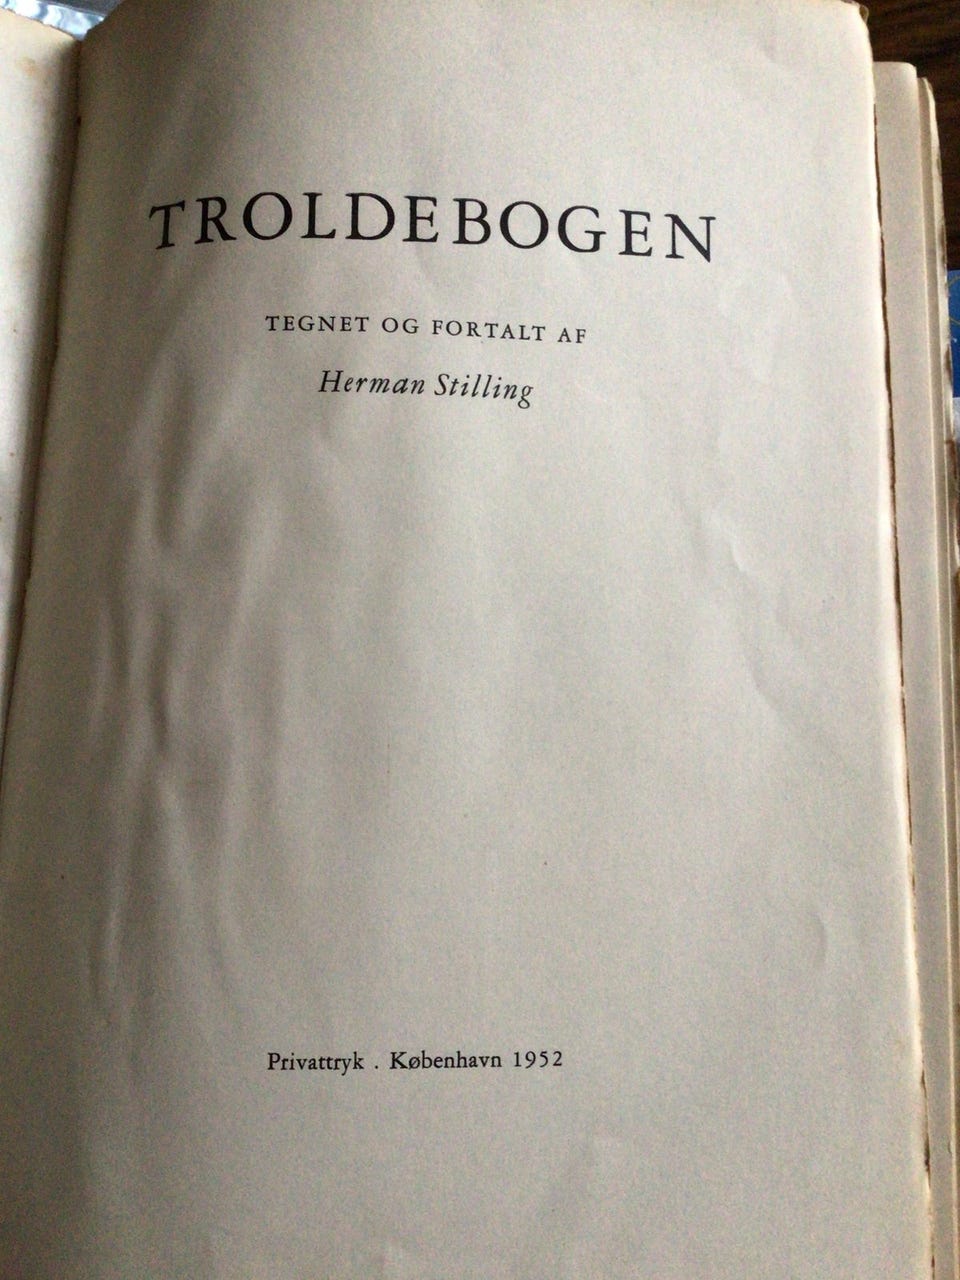 TROLDEBOGEN
TEGNET OG FORTALT AF
Herman Stilling
Privattryk . København 1952